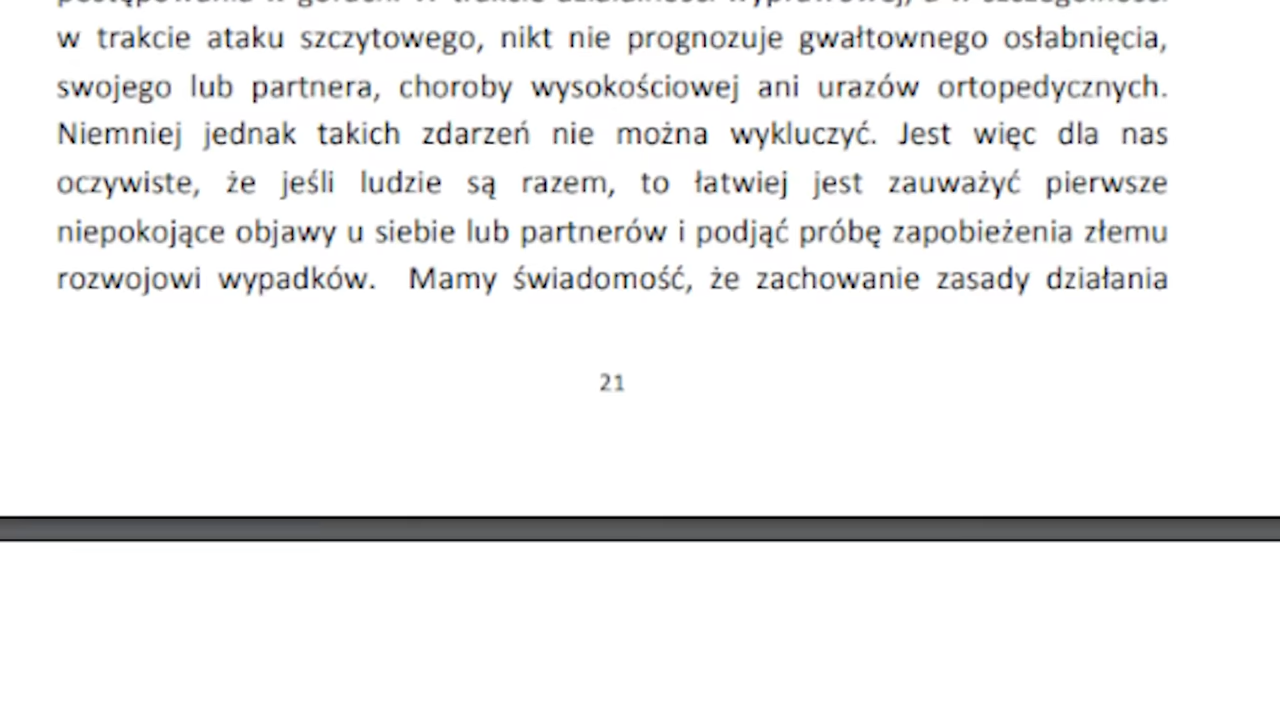 w trakcie ataku szczytowego, nikt nie prognozuje gwałtownego osłabnięcia,
swojego lub partnera, choroby wysokościowej ani urazów ortopedycznych.
Niemniej jednak takich zdarzeń nie można wykluczyć. Jest więc dla nas
oczywiste, że jeśli ludzie są razem, to łatwiej jest zauważyć pierwsze
niepokojące objawy u siebie lub partnerów i podjąć próbę zapobieżenia złemu
rozwojowi wypadków. Mamy świadomość, że zachowanie zasady działania
21